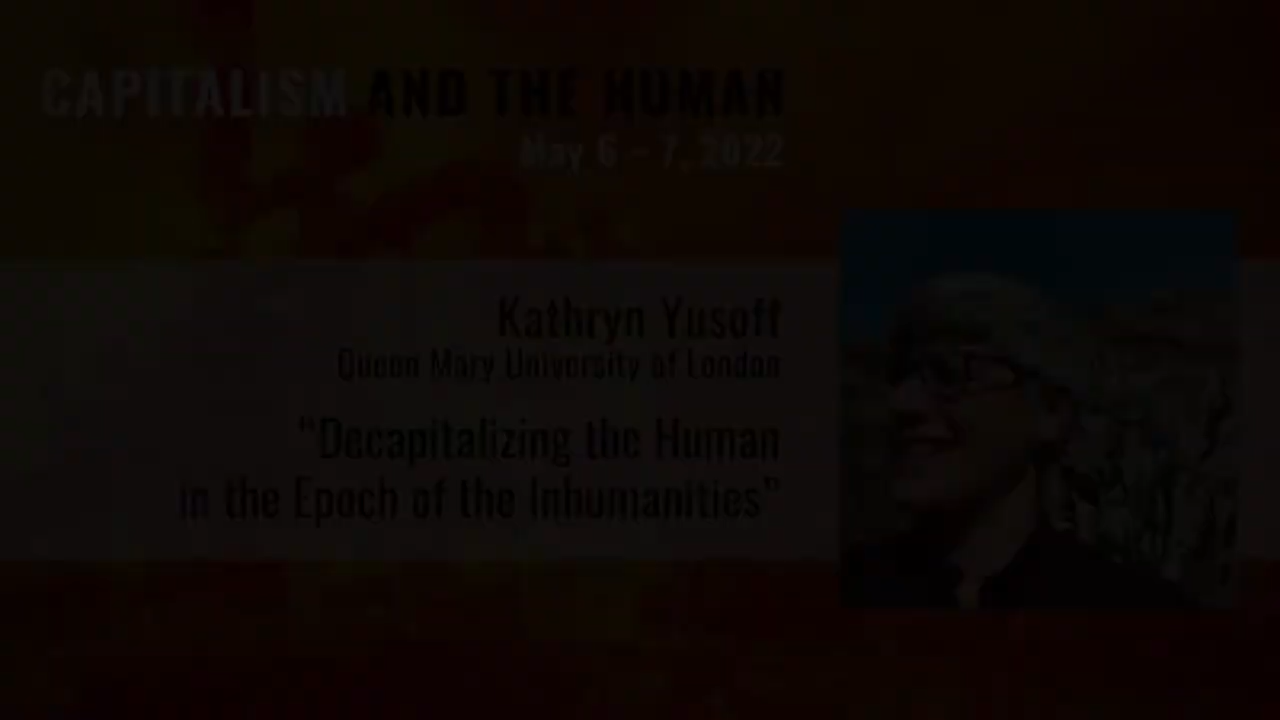 CAPITALISM AND THE HUMAN
May 6 - 7, 2022
Kathryn Yusoff
Queen Mary University of London
"Decapitalizing the Human
in the Epoch of the Inhumanities"